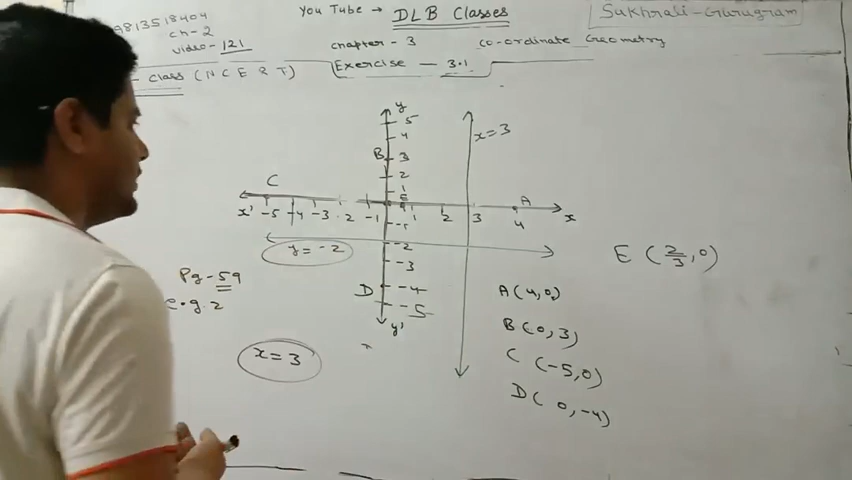 9813518404 You Tube → DLB Classes Sukhrali-Gurugram
ch-2
video-121 chapter - 3 co-ordinate Geometry
- Class (NCERT) Exercise - 3.1
y
5
4
x=3
B 3
2
1
C E A
x' -5 -4 -3 -2 -1 1 2 3 4 x
-1
y = -2 -2
-3
D -4
-5
y'
E (2/3, 0)
Pg-59
e.g.2
x = 3
A(4,0)
B(0,3)
C (-5,0)
D(0,-4)